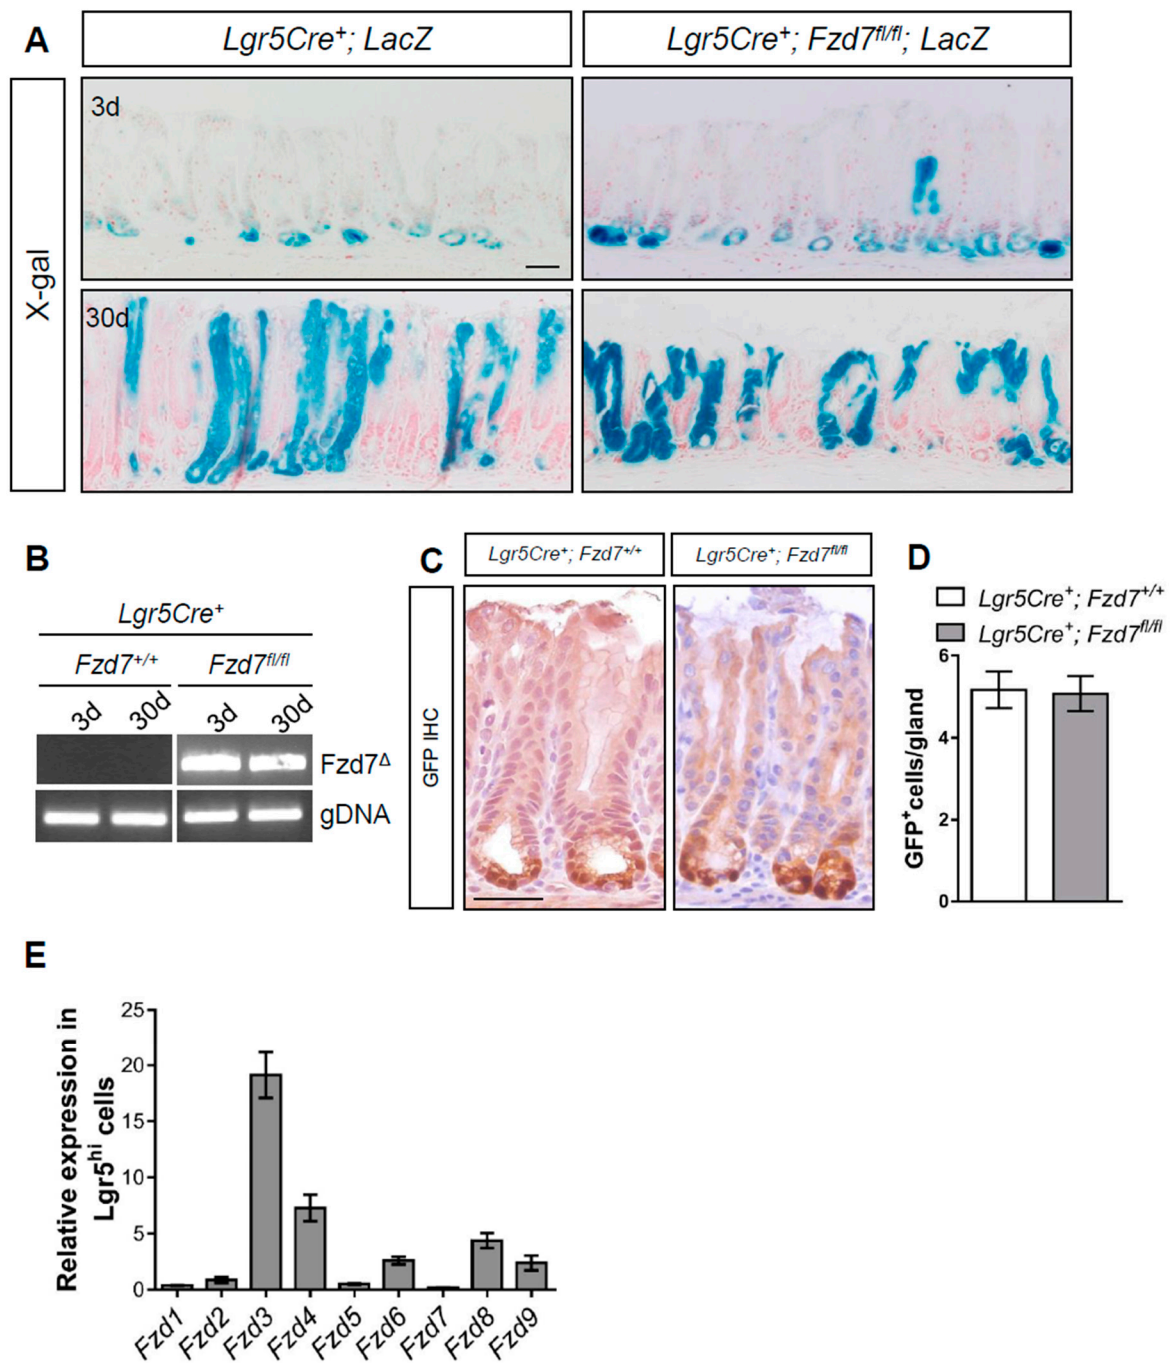 A
Lgr5Cre⁺; LacZ
Lgr5Cre⁺; Fzd7ᶠˡ/ᶠˡ; LacZ
X-gal
3d
30d
B
Lgr5Cre⁺
Fzd7⁺/⁺
Fzd7ᶠˡ/ᶠˡ
3d
30d
3d
30d
Fzd7^Δ
gDNA
C
Lgr5Cre⁺; Fzd7⁺/⁺
Lgr5Cre⁺; Fzd7ᶠˡ/ᶠˡ
GFP IHC
D
Lgr5Cre⁺; Fzd7⁺/⁺
Lgr5Cre⁺; Fzd7ᶠˡ/ᶠˡ
GFP⁺cells/gland
6
4
2
0
E
Relative expression in
Lgr5ʰⁱ cells
25
20
15
10
5
0
Fzd1
Fzd2
Fzd3
Fzd4
Fzd5
Fzd6
Fzd7
Fzd8
Fzd9